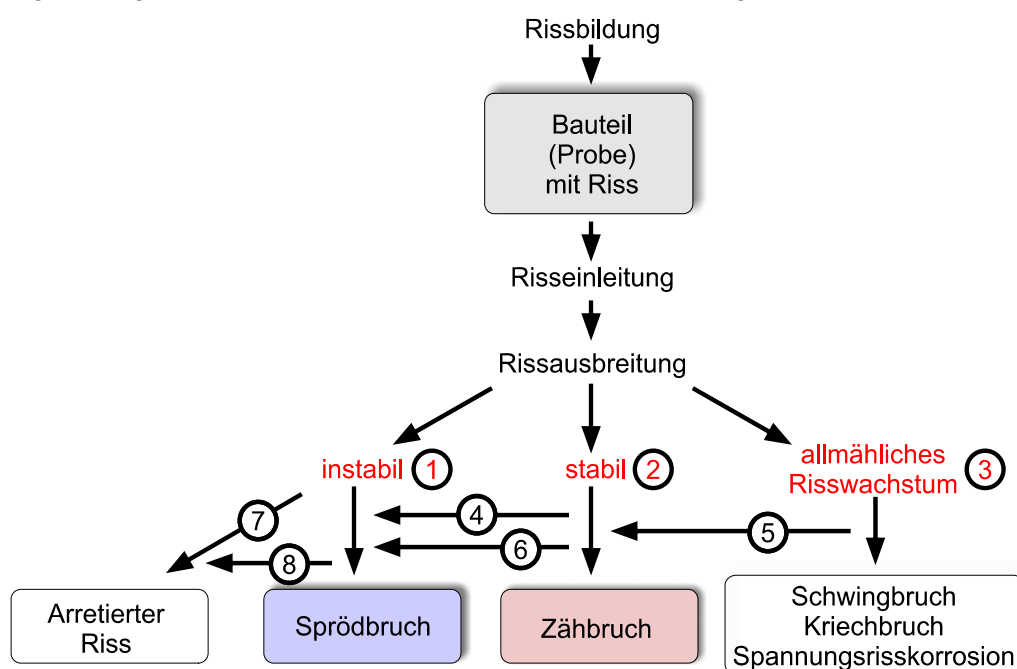 Rissbildung
Bauteil
(Probe)
mit Riss
Risseinleitung
Rissausbreitung
instabil 1
stabil 2
allmähliches
Risswachstum 3
7
4
5
6
8
Arretierter
Riss
Sprödbruch
Zähbruch
Schwingbruch
Kriechbruch
Spannungsrisskorrosion